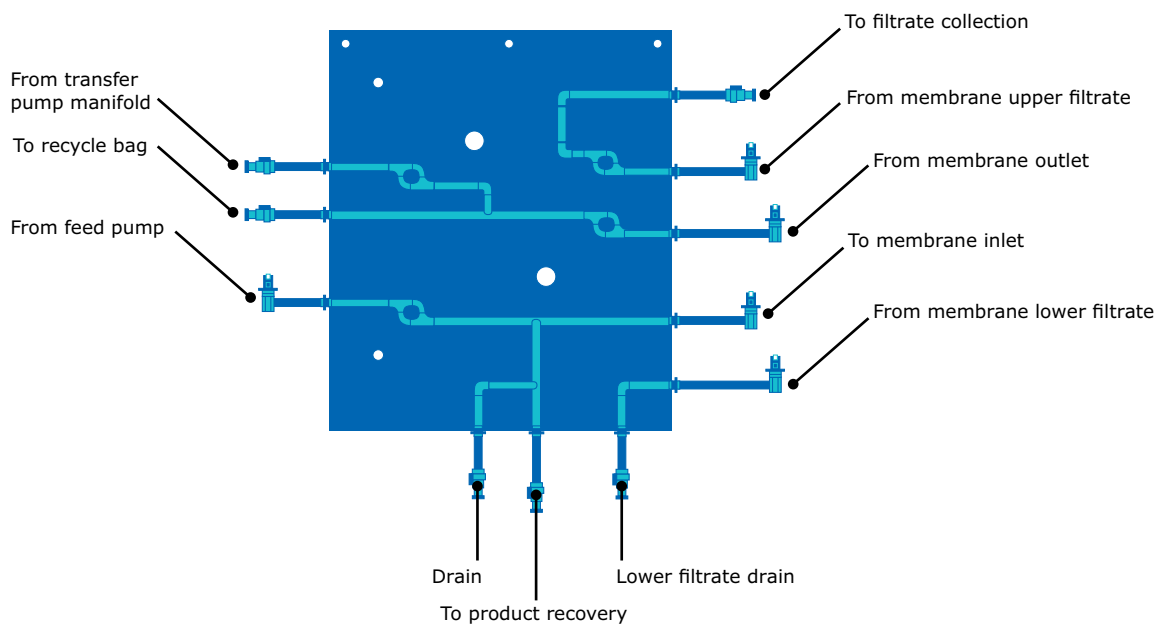 From transfer
pump manifold
To recycle bag
From feed pump
To filtrate collection
From membrane upper filtrate
From membrane outlet
To membrane inlet
From membrane lower filtrate
Drain
Lower filtrate drain
To product recovery